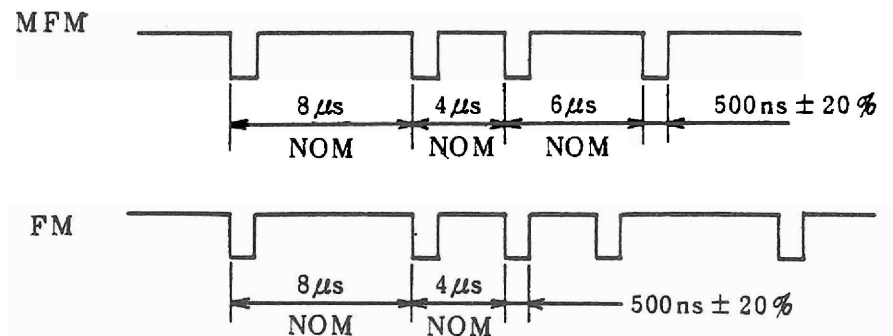 MFM
8μs 4μs 6μs 500ns ± 20%
NOM NOM NOM
FM
8μs 4μs 500ns ± 20%
NOM NOM